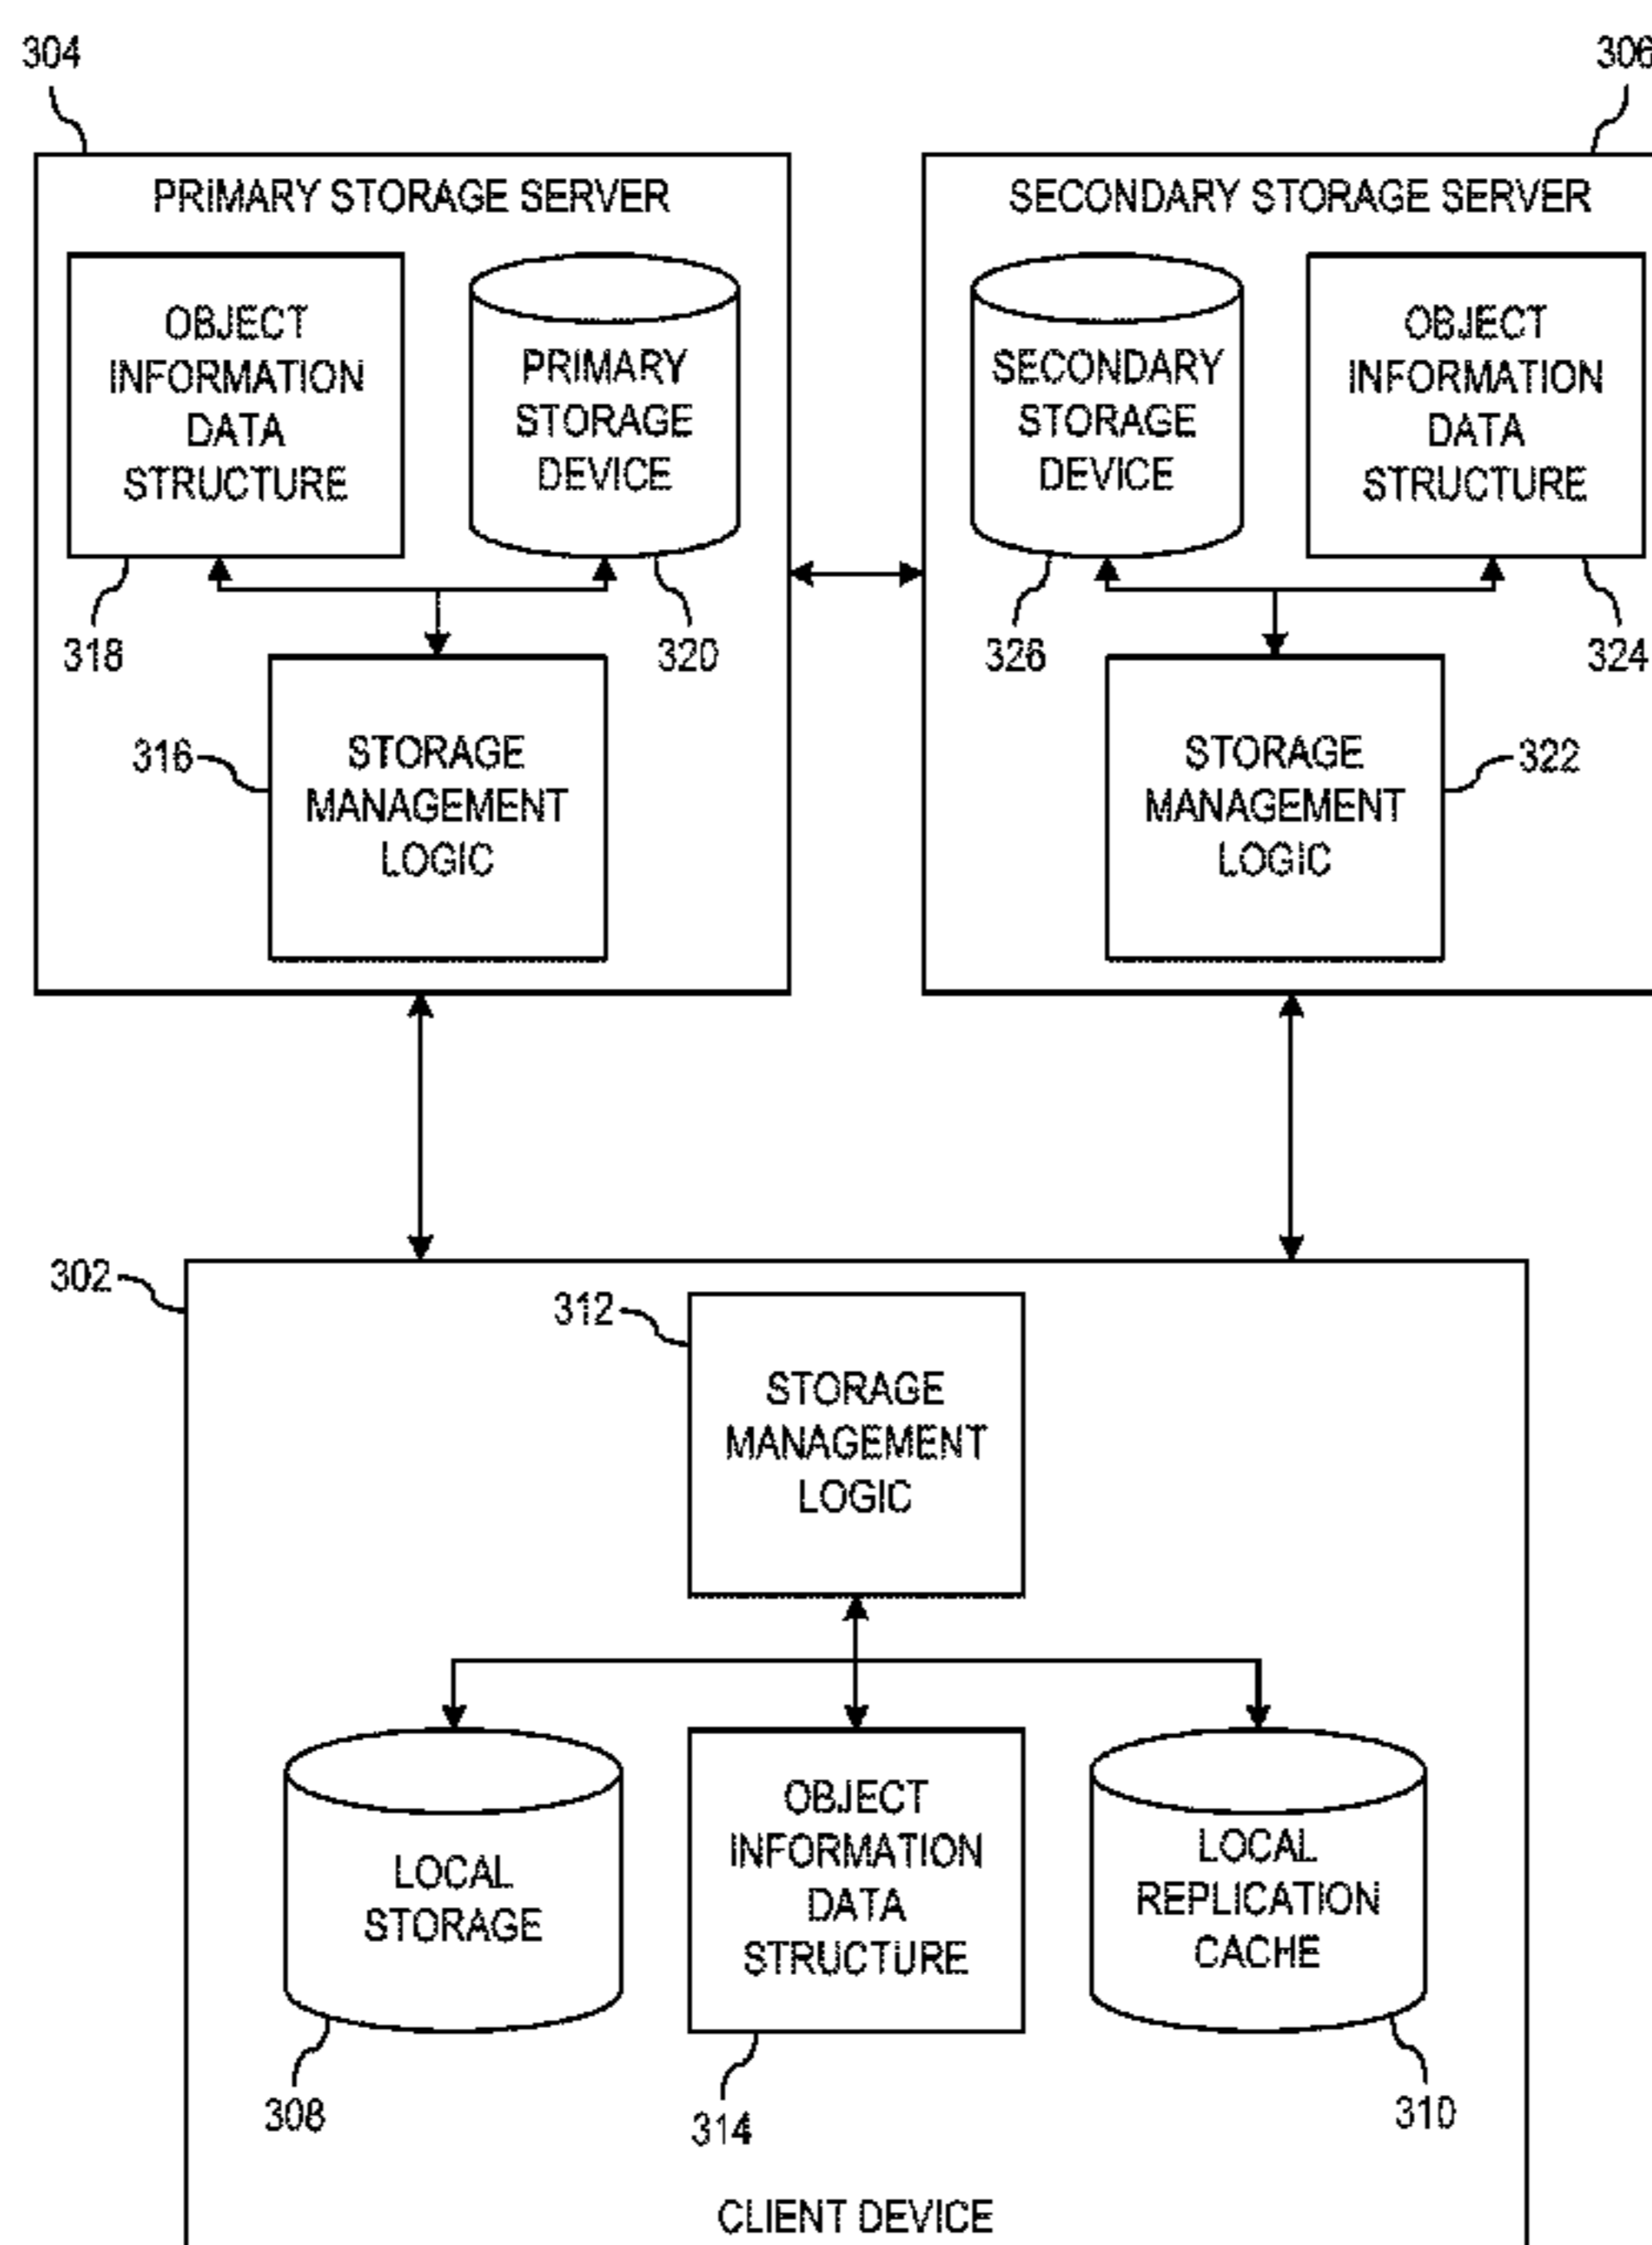 304
306
PRIMARY STORAGE SERVER
SECONDARY STORAGE SERVER
OBJECT
INFORMATION
DATA
STRUCTURE
PRIMARY
STORAGE
DEVICE
SECONDARY
STORAGE
DEVICE
OBJECT
INFORMATION
DATA
STRUCTURE
318
320
326
324
316
STORAGE
MANAGEMENT
LOGIC
STORAGE
MANAGEMENT
LOGIC
322
302
312
STORAGE
MANAGEMENT
LOGIC
LOCAL
STORAGE
OBJECT
INFORMATION
DATA
STRUCTURE
LOCAL
REPLICATION
CACHE
308
314
310
CLIENT DEVICE